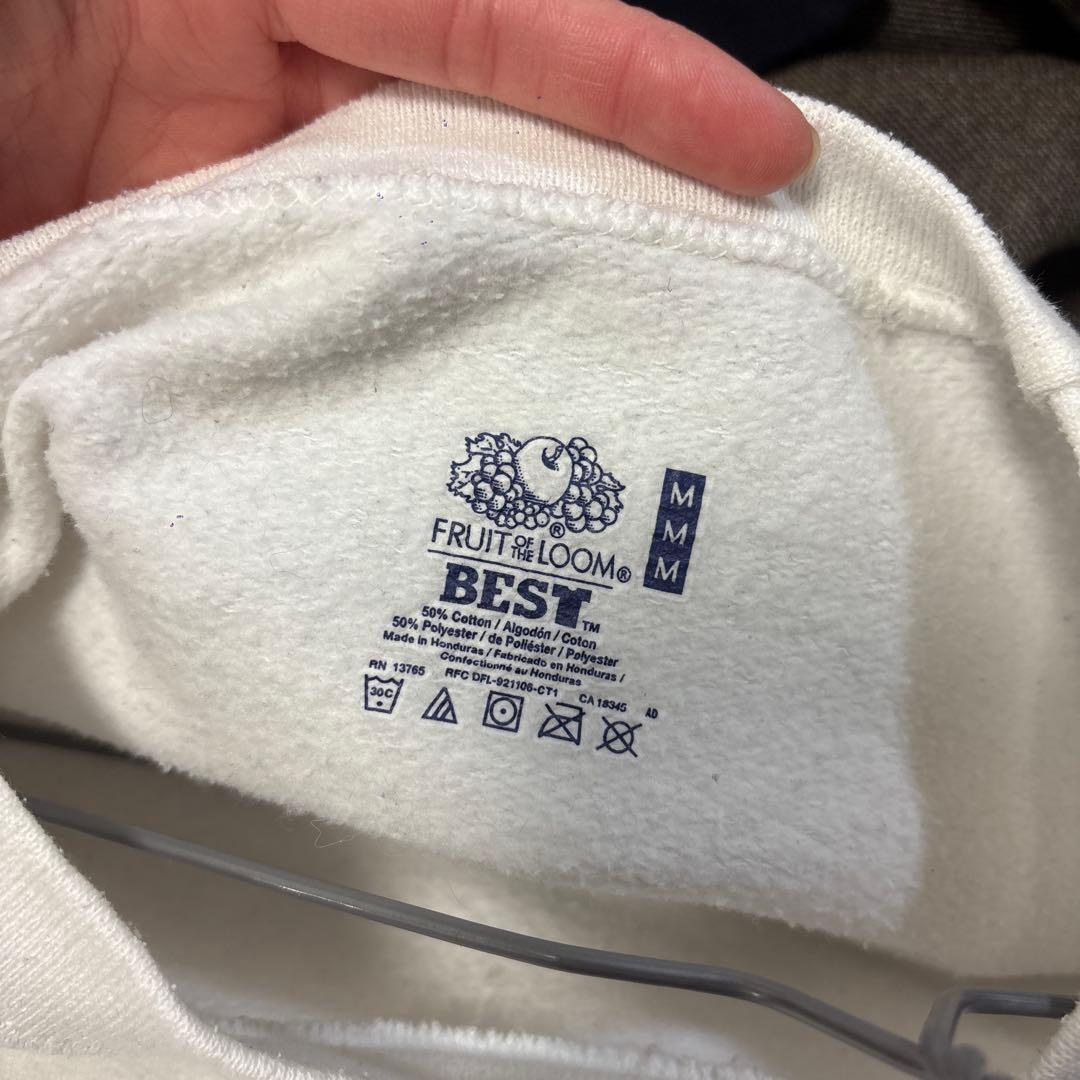 FRUIT OF THE LOOM®
BEST™
50% Cotton / Algodón / Coton
50% Polyester / de Poliéster / Polyester
Made in Honduras / Fabricado en Honduras /
Confectionné au Honduras
RN 13765 RFC DFL-921106-CT1 CA 18345 AD
30C
M
M
M